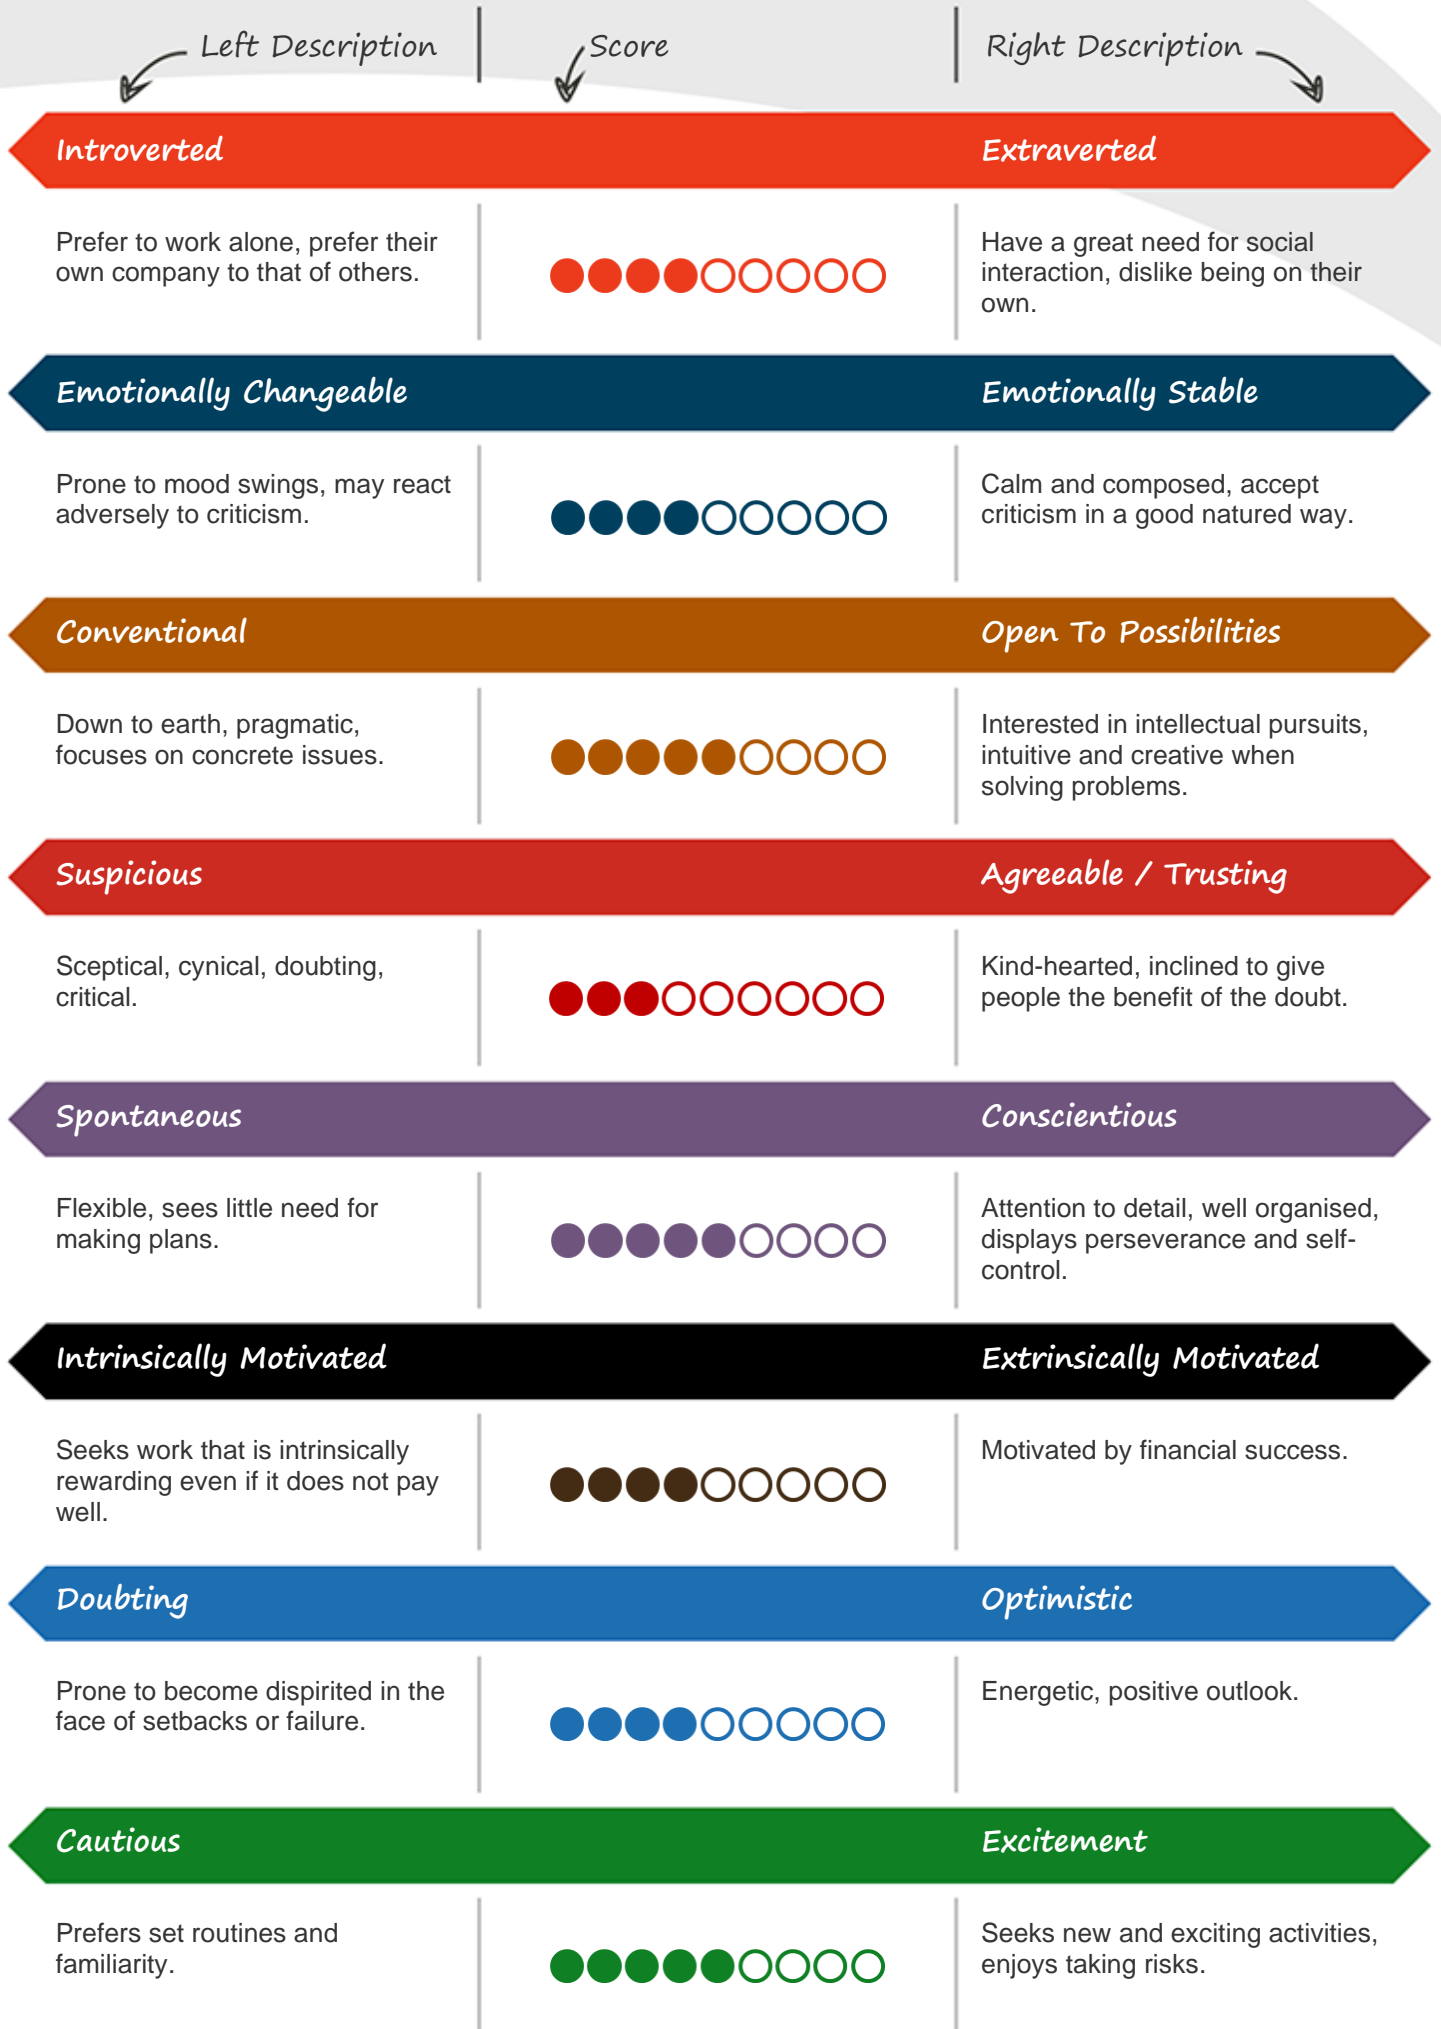 Left Description
Score
Right Description
Introverted
Extraverted
Prefer to work alone, prefer their
own company to that of others.
Have a great need for social
interaction, dislike being on their
own.
Emotionally Changeable
Emotionally Stable
Prone to mood swings, may react
adversely to criticism.
Calm and composed, accept
criticism in a good natured way.
Conventional
Open To Possibilities
Down to earth, pragmatic,
focuses on concrete issues.
Interested in intellectual pursuits,
intuitive and creative when
solving problems.
Suspicious
Agreeable / Trusting
Sceptical, cynical, doubting,
critical.
Kind-hearted, inclined to give
people the benefit of the doubt.
Spontaneous
Conscientious
Flexible, sees little need for
making plans.
Attention to detail, well organised,
displays perseverance and self-
control.
Intrinsically Motivated
Extrinsically Motivated
Seeks work that is intrinsically
rewarding even if it does not pay
well.
Motivated by financial success.
Doubting
Optimistic
Prone to become dispirited in the
face of setbacks or failure.
Energetic, positive outlook.
Cautious
Excitement
Prefers set routines and
familiarity.
Seeks new and exciting activities,
enjoys taking risks.